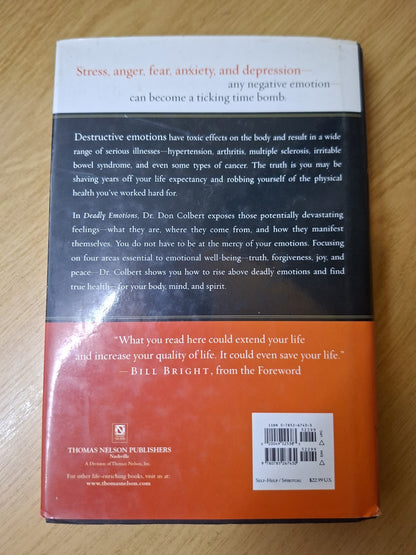 Stress, anger, fear, anxiety, and depression—
any negative emotion—
can become a ticking time bomb.
Destructive emotions have toxic effects on the body and result in a wide
range of serious illnesses—hypertension, arthritis, multiple sclerosis, irritable
bowel syndrome, and even some types of cancer. The truth is you may be
shaving years off your life expectancy and robbing yourself of the physical
health you've worked hard for.
In Deadly Emotions, Dr. Don Colbert exposes those potentially devastating
feelings—what they are, where they come from, and how they manifest
themselves. You do not have to be at the mercy of your emotions. Focusing
on four areas essential to emotional well-being—truth, forgiveness, joy, and
peace—Dr. Colbert shows you how to rise above deadly emotions and find
true health—for your body, mind, and spirit.
"What you read here could extend your life
and increase your quality of life. It could even save your life."
—BILL BRIGHT, from the Foreword
THOMAS NELSON PUBLISHERS
Nashville
A Division of Thomas Nelson, Inc.
For other life-enriching books, visit us at:
www.thomasnelson.com
ISBN 0-7852-6743-3
52299
9 780785 267430
SELF-HELP / SPIRITUAL $22.99 U.S.